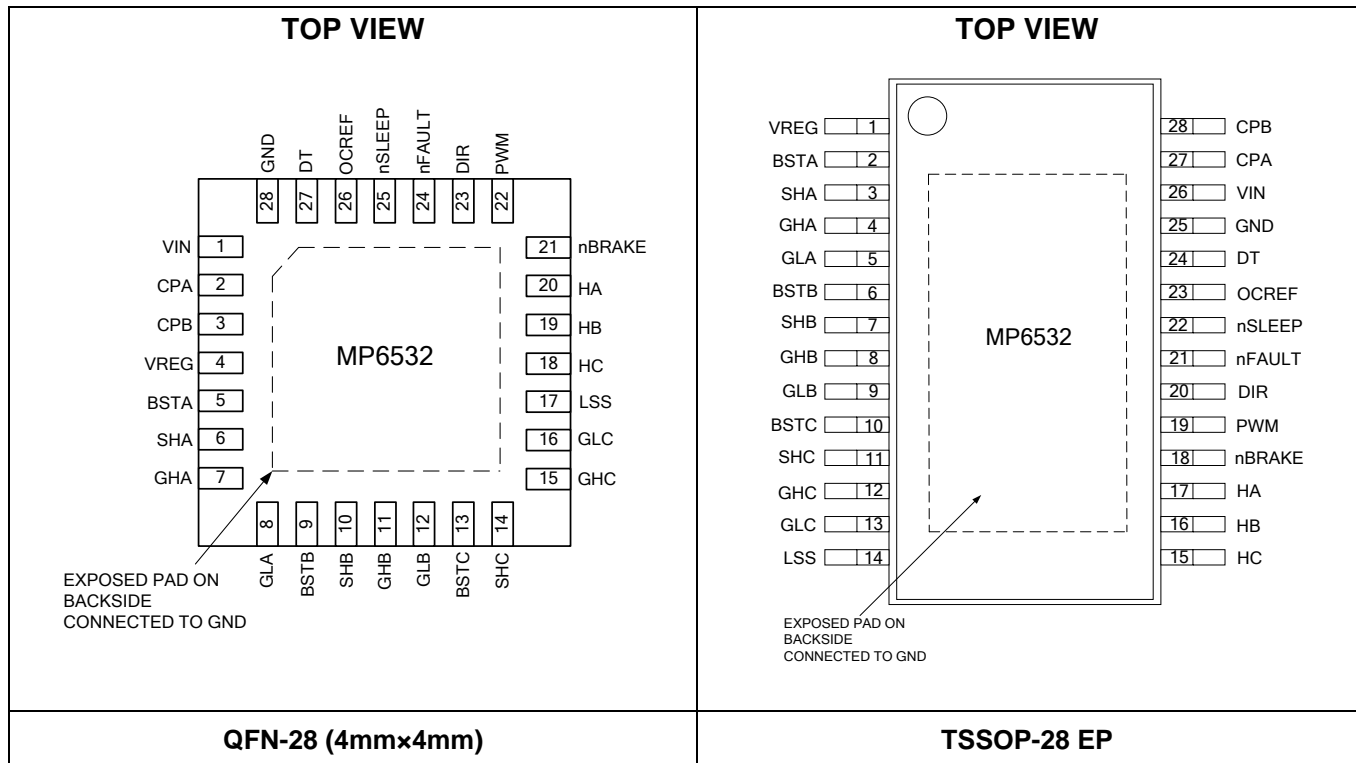 TOP VIEW
GND
DT
OCREF
nSLEEP
nFAULT
DIR
PWM
28
27
26
25
24
23
22
VIN 1
CPA 2
CPB 3
VREG 4
BSTA 5
SHA 6
GHA 7
21 nBRAKE
20 HA
19 HB
18 HC
17 LSS
16 GLC
15 GHC
MP6532
8
9
10
11
12
13
14
GLA
BSTB
SHB
GHB
GLB
BSTC
SHC
EXPOSED PAD ON
BACKSIDE
CONNECTED TO GND
QFN-28 (4mm×4mm)
TOP VIEW
VREG 1
BSTA 2
SHA 3
GHA 4
GLA 5
BSTB 6
SHB 7
GHB 8
GLB 9
BSTC 10
SHC 11
GHC 12
GLC 13
LSS 14
MP6532
28 CPB
27 CPA
26 VIN
25 GND
24 DT
23 OCREF
22 nSLEEP
21 nFAULT
20 DIR
19 PWM
18 nBRAKE
17 HA
16 HB
15 HC
EXPOSED PAD ON
BACKSIDE
CONNECTED TO GND
TSSOP-28 EP